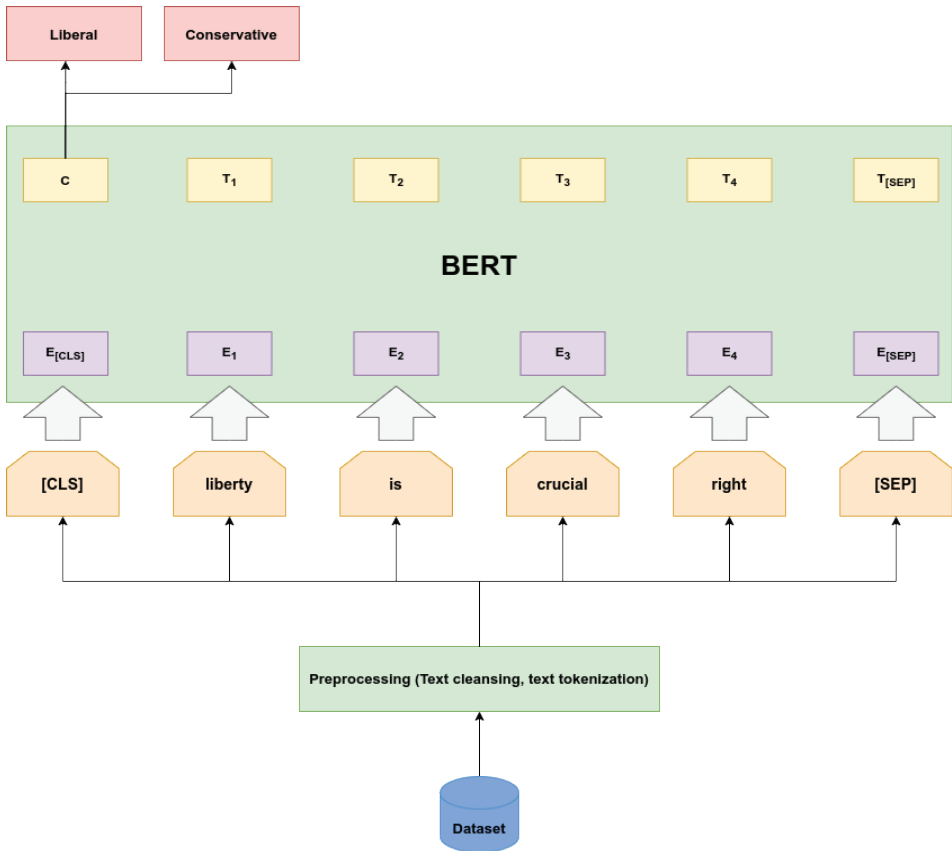 Liberal Conservative
C T1 T2 T3 T4 T[SEP]
BERT
E[CLS] E1 E2 E3 E4 E[SEP]
[CLS] liberty is crucial right [SEP]
Preprocessing (Text cleansing, text tokenization)
Dataset